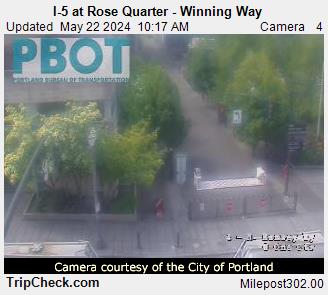 I-5 at Rose Quarter - Winning Way
Updated May 22 2024 10:17 AM Camera 4
PBOT
PORTLAND BUREAU OF TRANSPORTATION
Camera courtesy of the City of Portland
TripCheck.com Milepost302.00